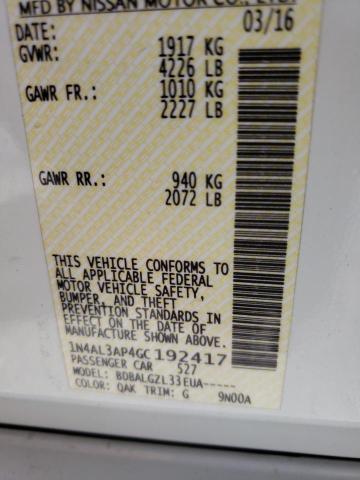 MFD BY NISSAN MOTOR CO., LTD.
DATE: 03/16
GVWR: 1917 KG
4226 LB
GAWR FR.: 1010 KG
2227 LB
GAWR RR.: 940 KG
2072 LB
THIS VEHICLE CONFORMS TO
ALL APPLICABLE FEDERAL
MOTOR VEHICLE SAFETY,
BUMPER, AND THEFT
PREVENTION STANDARDS IN
EFFECT ON THE DATE OF
MANUFACTURE SHOWN ABOVE.
1N4AL3AP4GC192417
PASSENGER CAR 527
MODEL: BDBALGZL33EUA-----
COLOR: QAK TRIM: G 9N00A